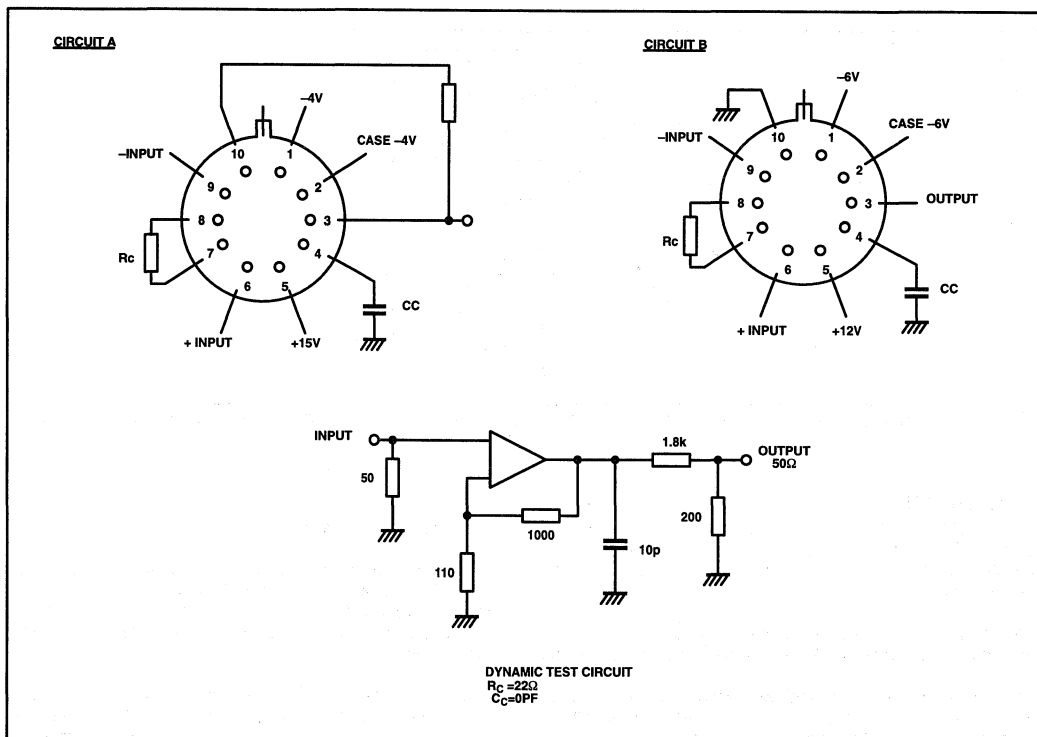 CIRCUIT A
–4V
CASE –4V
–INPUT
10
1
9
2
8
3
7
4
6
5
Rc
CC
+ INPUT
+15V
CIRCUIT B
–6V
CASE –6V
–INPUT
10
1
9
2
8
3
OUTPUT
7
4
6
5
Rc
CC
+ INPUT
+12V
INPUT
50
1000
110
10p
1.8k
200
OUTPUT
50Ω
DYNAMIC TEST CIRCUIT
RC =22Ω
CC=0PF